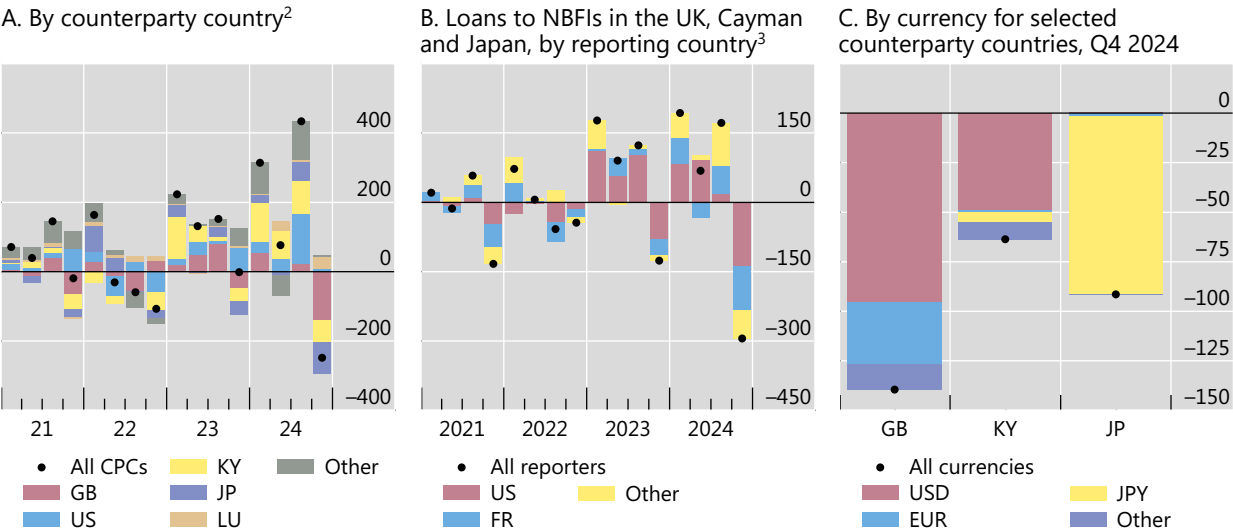 A. By counterparty country2
400
200
0
–200
–400
21 22 23 24
All CPCs
KY
Other
GB
JP
US
LU
B. Loans to NBFIs in the UK, Cayman
and Japan, by reporting country3
150
0
–150
–300
–450
2021 2022 2023 2024
All reporters
US
Other
FR
C. By currency for selected
counterparty countries, Q4 2024
0
–25
–50
–75
–100
–125
–150
GB KY JP
All currencies
USD
JPY
EUR
Other